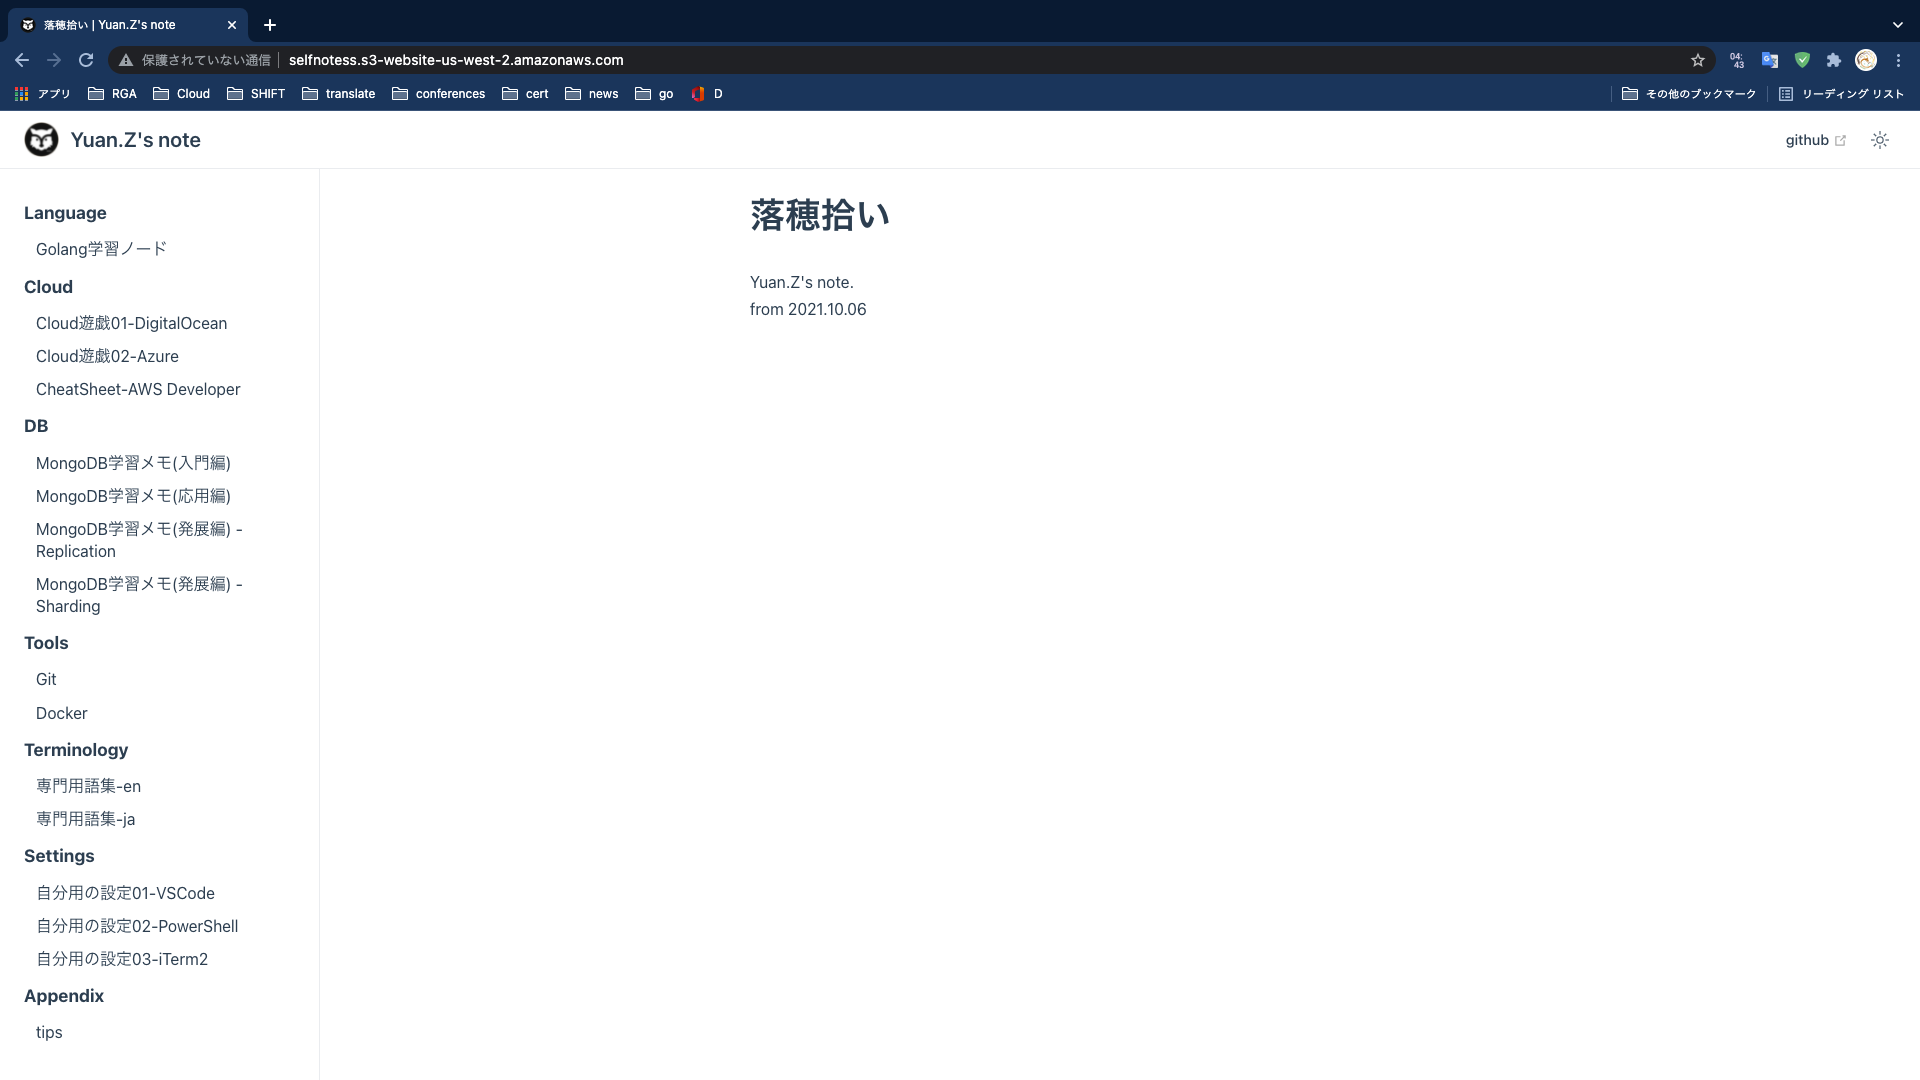 落穂拾い | Yuan.Z's note
保護されていない通信 selfnotess.s3-website-us-west-2.amazonaws.com
04:
43
アプリ RGA Cloud SHIFT translate conferences cert news go D その他のブックマーク リーディング リスト
Yuan.Z's note
github
Language
Golang学習ノード
Cloud
Cloud遊戯01-DigitalOcean
Cloud遊戯02-Azure
CheatSheet-AWS Developer
DB
MongoDB学習メモ(入門編)
MongoDB学習メモ(応用編)
MongoDB学習メモ(発展編) -
Replication
MongoDB学習メモ(発展編) -
Sharding
Tools
Git
Docker
Terminology
専門用語集-en
専門用語集-ja
Settings
自分用の設定01-VSCode
自分用の設定02-PowerShell
自分用の設定03-iTerm2
Appendix
tips
落穂拾い
Yuan.Z's note.
from 2021.10.06